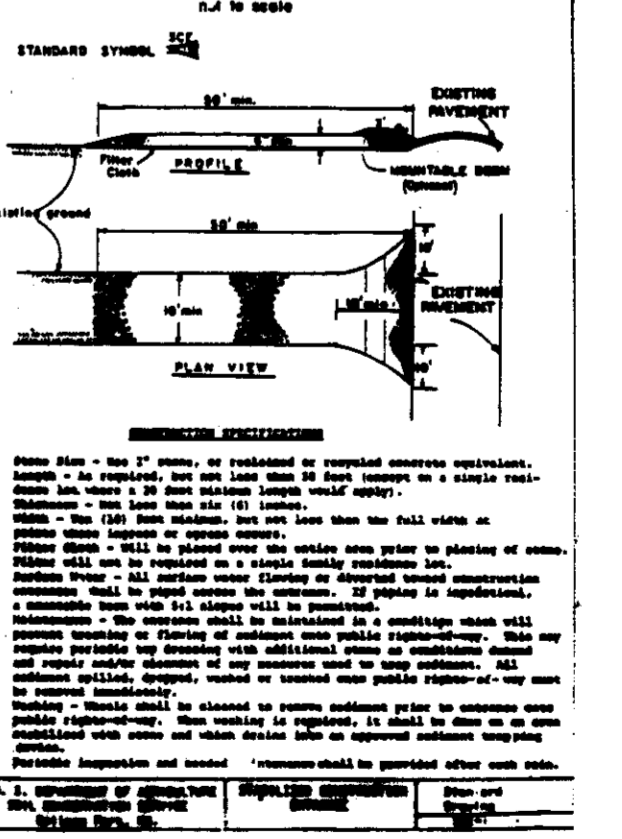 not to scale
STANDARD SYMBOL SCE
50' min.
EXISTING
PAVEMENT
6" min
Filter
Cloth
PROFILE
MOUNTABLE BERM
(Optional)
existing ground
50' min
10'
10' min
10' min
EXISTING
PAVEMENT
10'
PLAN VIEW
CONSTRUCTION SPECIFICATIONS
Stone Size - Use 2" stone, or reclaimed or recycled concrete equivalent.
Length - As required, but not less than 50 feet (except on a single resi-
dence lot where a 30 foot minimum length would apply).
Thickness - Not less than six (6) inches.
Width - Ten (10) foot minimum, but not less than the full width at
points where ingress or egress occurs.
Filter Cloth - Will be placed over the entire area prior to placing of stone.
Filter will not be required on a single family residence lot.
Surface Water - All surface water flowing or diverted toward construction
entrances shall be piped across the entrance. If piping is impractical,
a mountable berm with 5:1 slopes will be permitted.
Maintenance - The entrance shall be maintained in a condition which will
prevent tracking or flowing of sediment onto public rights-of-way. This may
require periodic top dressing with additional stone as conditions demand
and repair and/or cleanout of any measures used to trap sediment. All
sediment spilled, dropped, washed or tracked onto public rights-of-way must
be removed immediately.
Washing - Wheels shall be cleaned to remove sediment prior to entrance onto
public rights-of-way. When washing is required, it shall be done on an area
stabilized with stone and which drains into an approved sediment trapping
device.
Periodic inspection and needed maintenance shall be provided after each rain.
U. S. DEPARTMENT OF AGRICULTURE
SOIL CONSERVATION SERVICE
College Park, Md.
STABILIZED CONSTRUCTION
ENTRANCE
Standard
Drawing